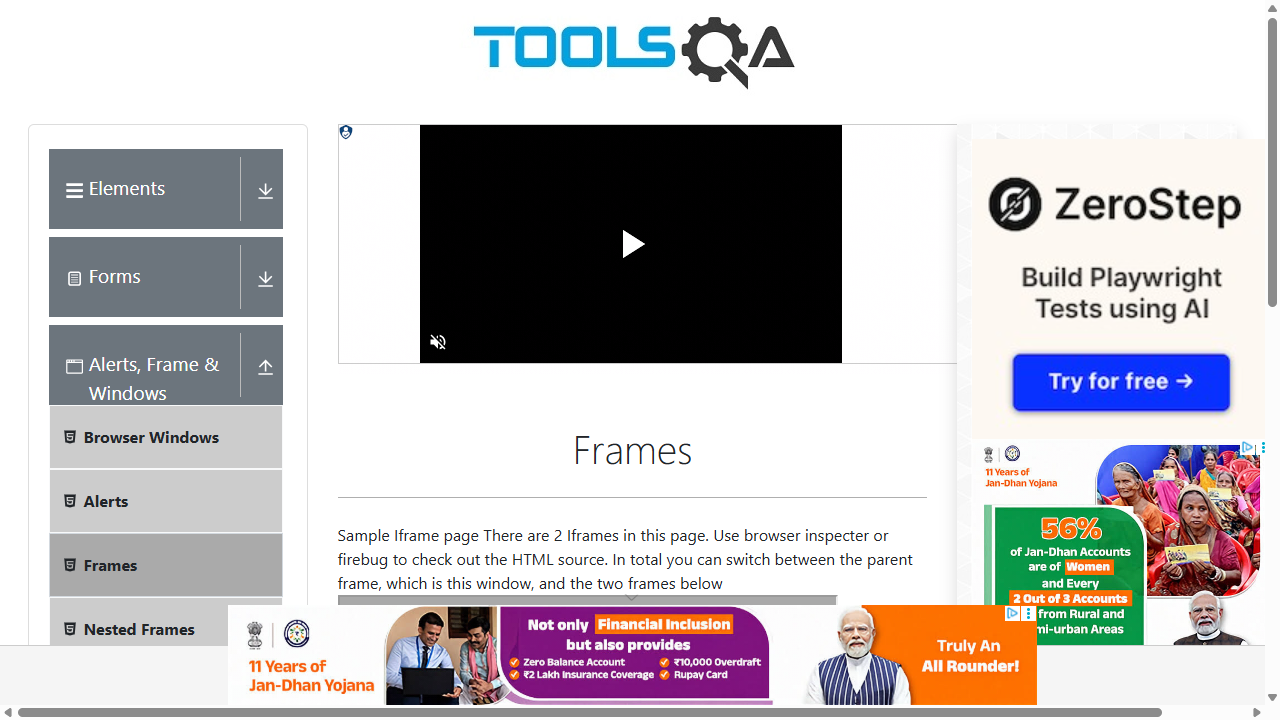 TOOLSQA
Elements
Forms
Alerts, Frame &
Windows
Browser Windows
Alerts
Frames
Nested Frames
Frames
Sample Iframe page There are 2 Iframes in this page. Use browser inspecter or
firebug to check out the HTML source. In total you can switch between the parent
frame, which is this window, and the two frames below
ZeroStep
Build Playwright
Tests using AI
Try for free →
11 Years of
Jan-Dhan Yojana
56%
of Jan-Dhan Accounts
are of Women
and Every
2 Out of 3 Accounts
from Rural and
mi-urban Areas
11 Years of
Jan-Dhan Yojana
Not only Financial Inclusion
but also provides
Zero Balance Account
₹10,000 Overdraft
₹2 Lakh Insurance Coverage
Rupay Card
Truly An
All Rounder!